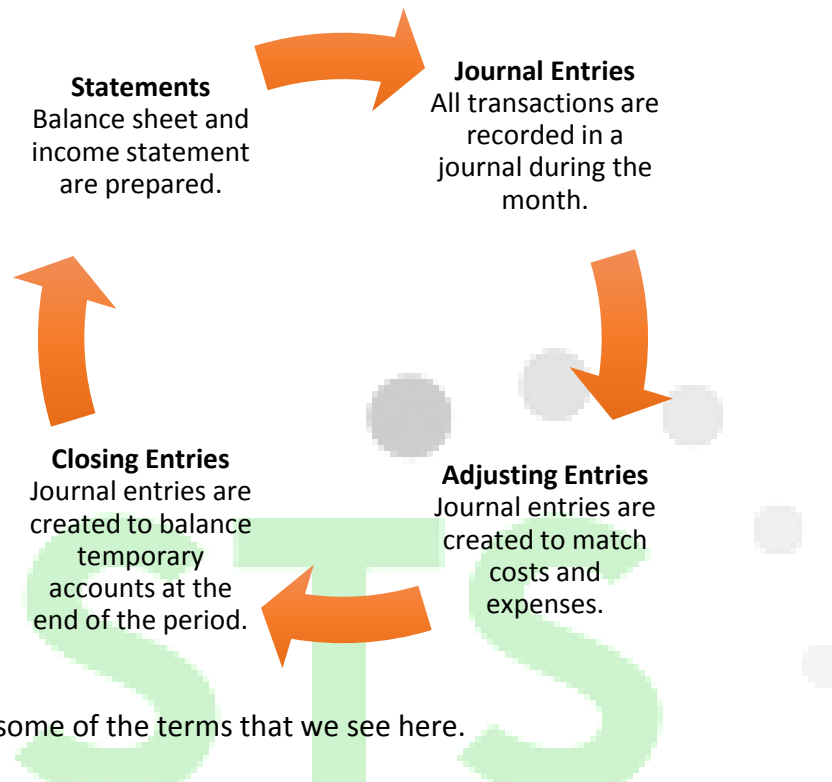 Statements
Balance sheet and
income statement
are prepared.
Journal Entries
All transactions are
recorded in a
journal during the
month.
Adjusting Entries
Journal entries are
created to match
costs and
expenses.
Closing Entries
Journal entries are
created to balance
temporary
accounts at the
end of the period.
some of the terms that we see here.
STS